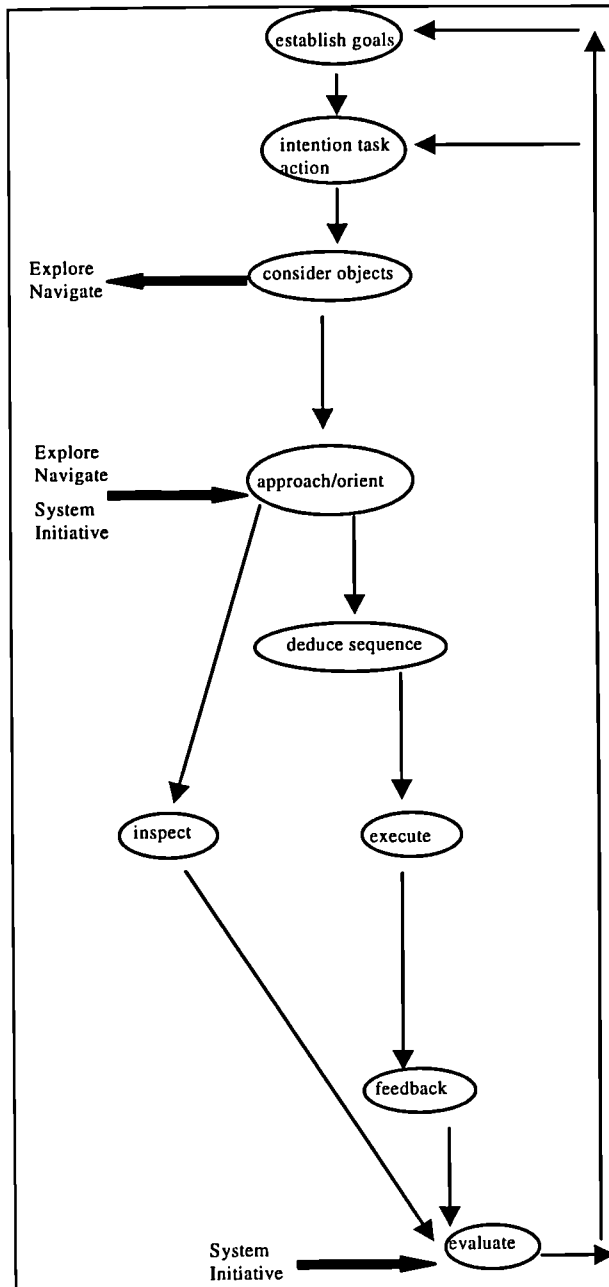 establish goals
intention task
action
consider objects
Explore
Navigate
Explore
Navigate
System
Initiative
approach/orient
deduce sequence
inspect
execute
feedback
evaluate
System
Initiative